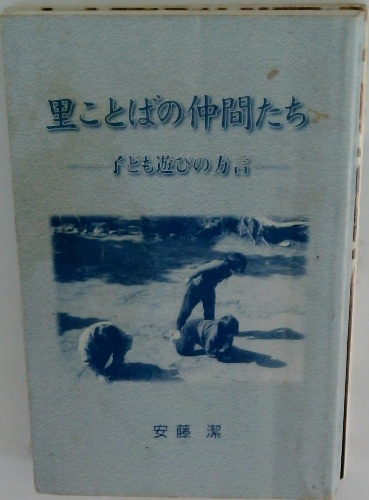 里ことばの仲間たち
―子ども遊びの方言―
安藤 潔